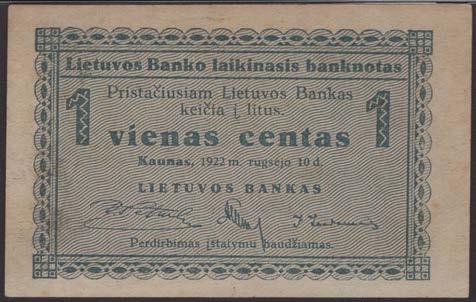 Lietuvos Banko laikinasis banknotas
1 Pristačiusiam Lietuvos Bankas 1
keičia į litus.
vienas centas
Kaunas, 1922 m. rugsėjo 10 d.
LIETUVOS BANKAS
Perdirbimas įstatymu baudžiamas.